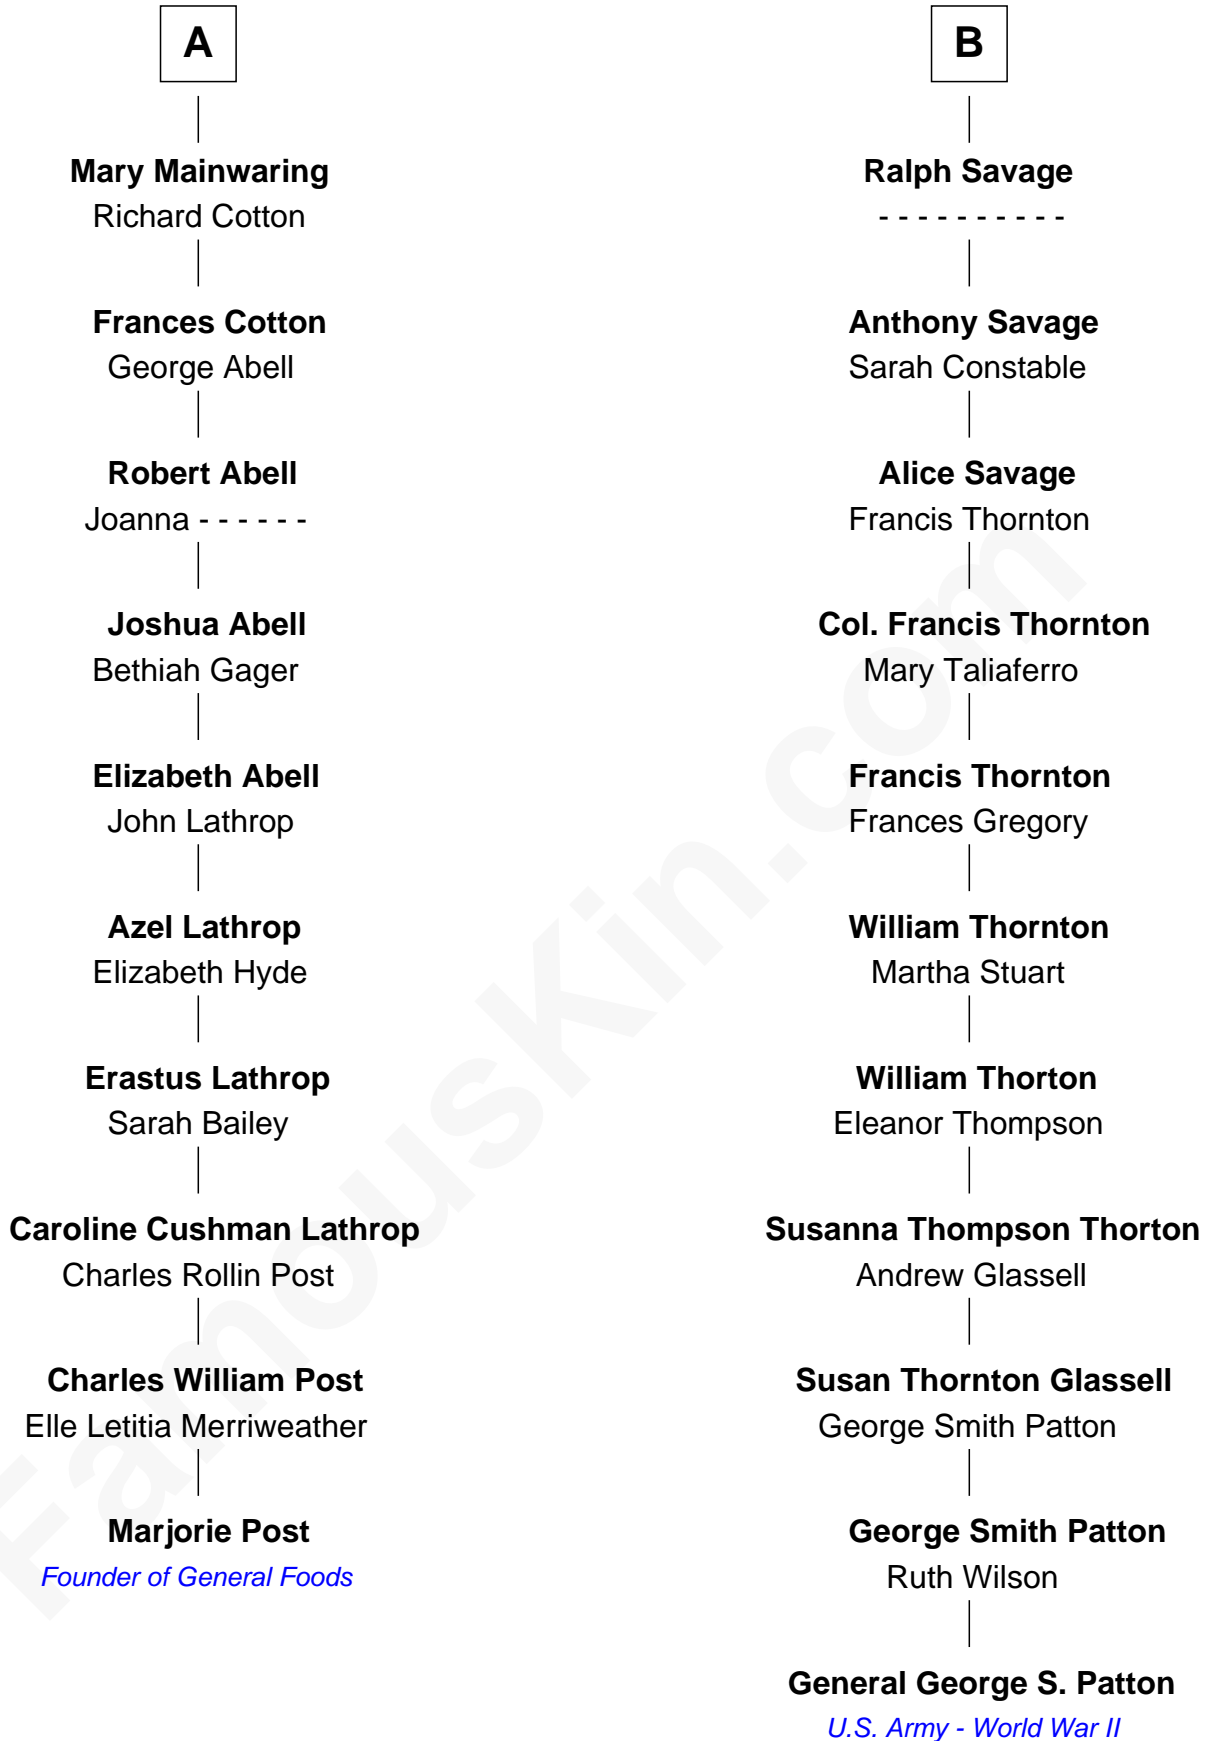 A
Mary Mainwaring
Richard Cotton
Frances Cotton
George Abell
Robert Abell
Joanna - - - - - -
Joshua Abell
Bethiah Gager
Elizabeth Abell
John Lathrop
Azel Lathrop
Elizabeth Hyde
Erastus Lathrop
Sarah Bailey
Caroline Cushman Lathrop
Charles Rollin Post
Charles William Post
Elle Letitia Merriweather
Marjorie Post
Founder of General Foods
B
Ralph Savage
- - - - - - - - - -
Anthony Savage
Sarah Constable
Alice Savage
Francis Thornton
Col. Francis Thornton
Mary Taliaferro
Francis Thornton
Frances Gregory
William Thornton
Martha Stuart
William Thorton
Eleanor Thompson
Susanna Thompson Thorton
Andrew Glassell
Susan Thornton Glassell
George Smith Patton
George Smith Patton
Ruth Wilson
General George S. Patton
U.S. Army - World War II
FamousKin.com